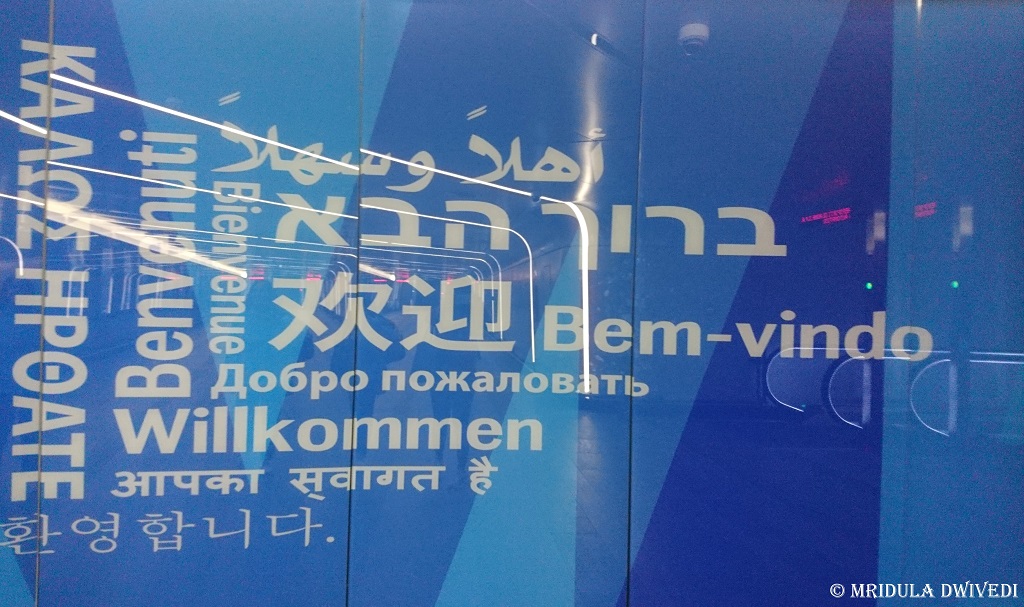 ΚΑΛΩΣ ΗΡΘΑΤΕ
Benvenuti
Bienvenue
أهلاً وسهلاً
ברוך הבא
欢迎
Bem-vindo
Добро пожаловать
Willkommen
आपका स्वागत है
환영합니다.
© MRIDULA DWIVEDI